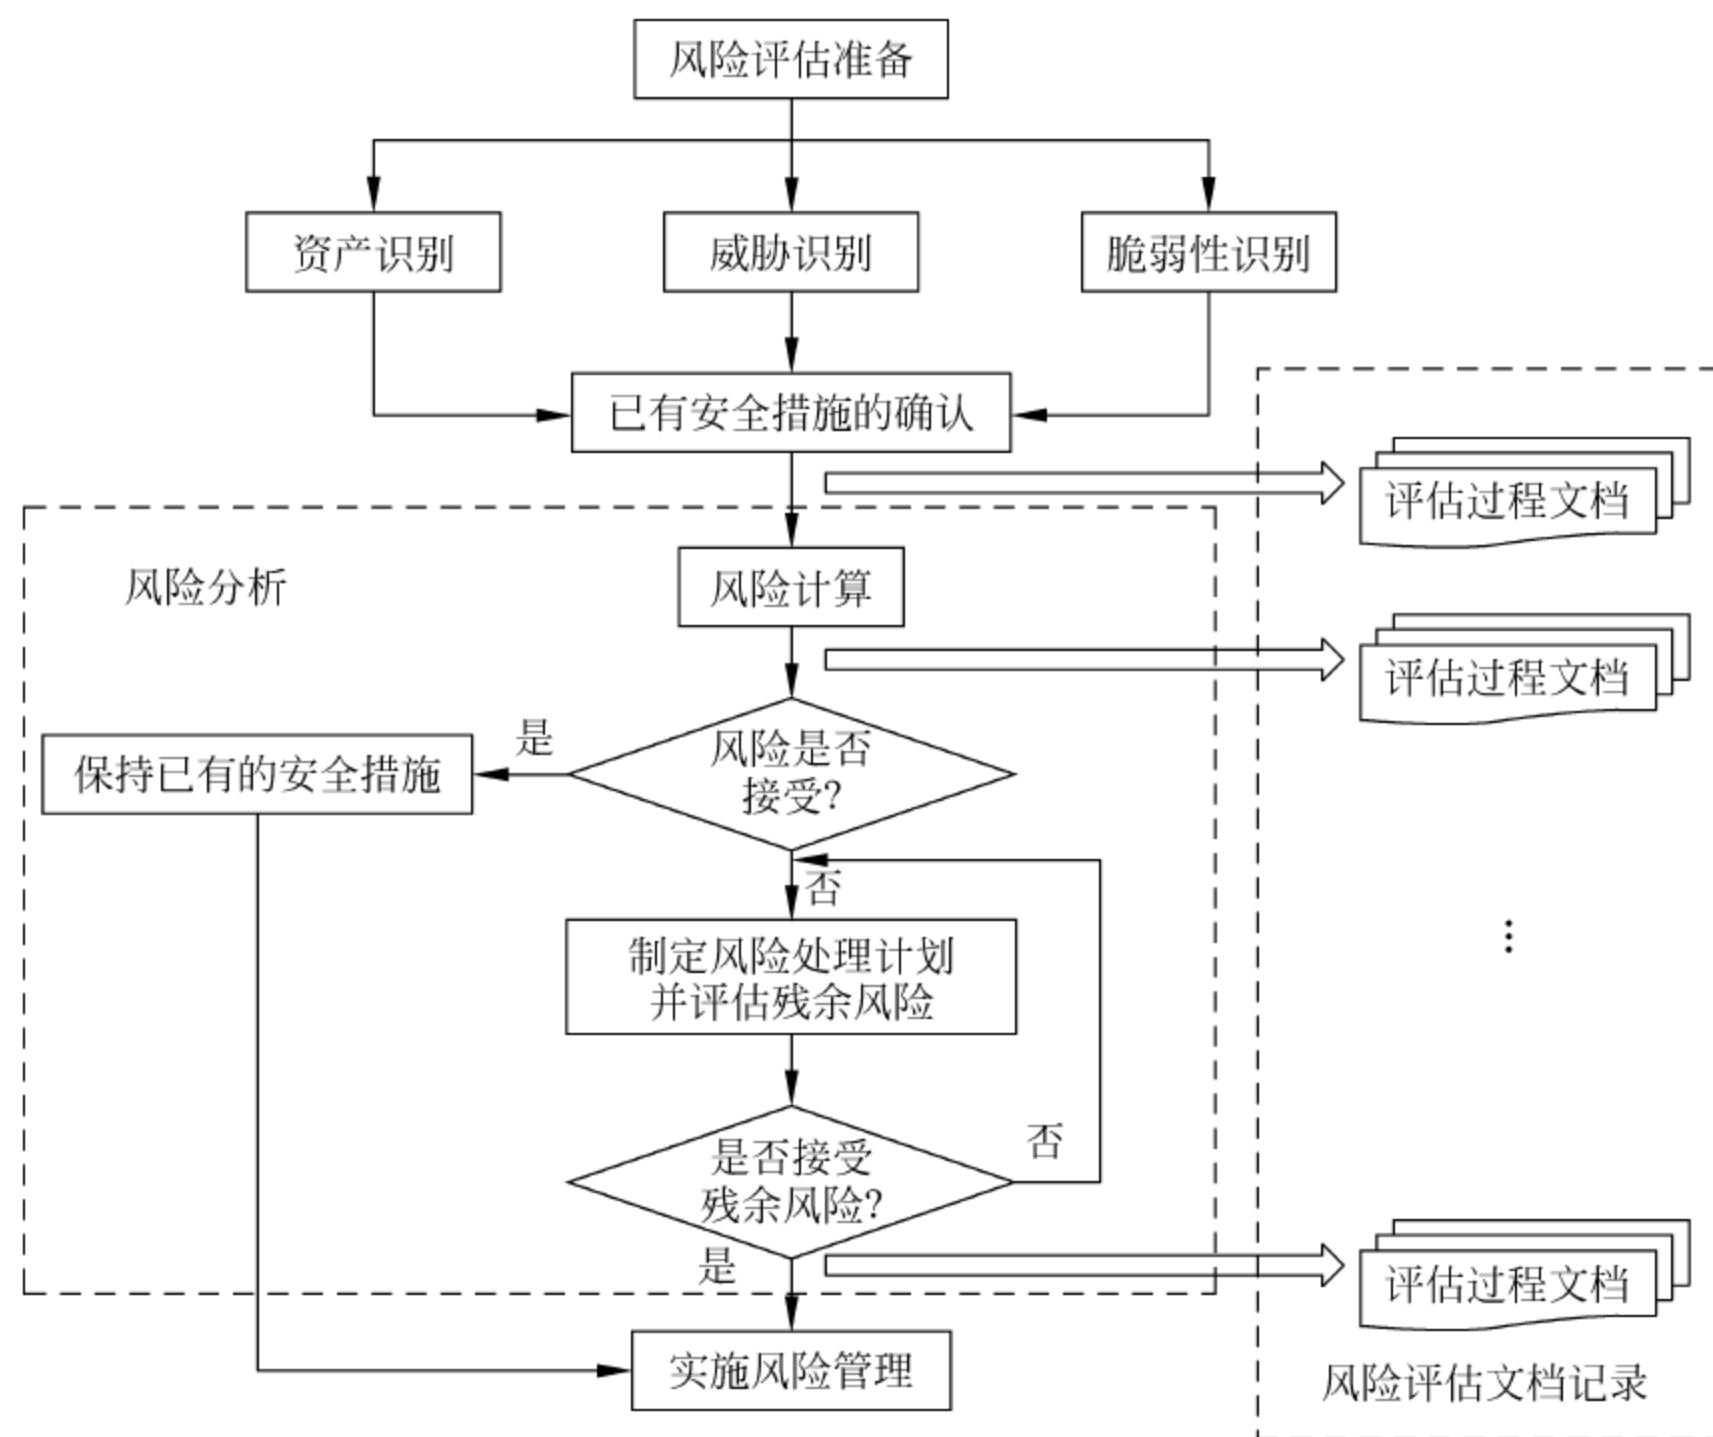 风险评估准备
资产识别
威胁识别
脆弱性识别
已有安全措施的确认
评估过程文档
风险分析
风险计算
评估过程文档
是
风险是否
接受?
保持已有的安全措施
否
制定风险处理计划
并评估残余风险
⋮
否
是否接受
残余风险?
是
评估过程文档
实施风险管理
风险评估文档记录